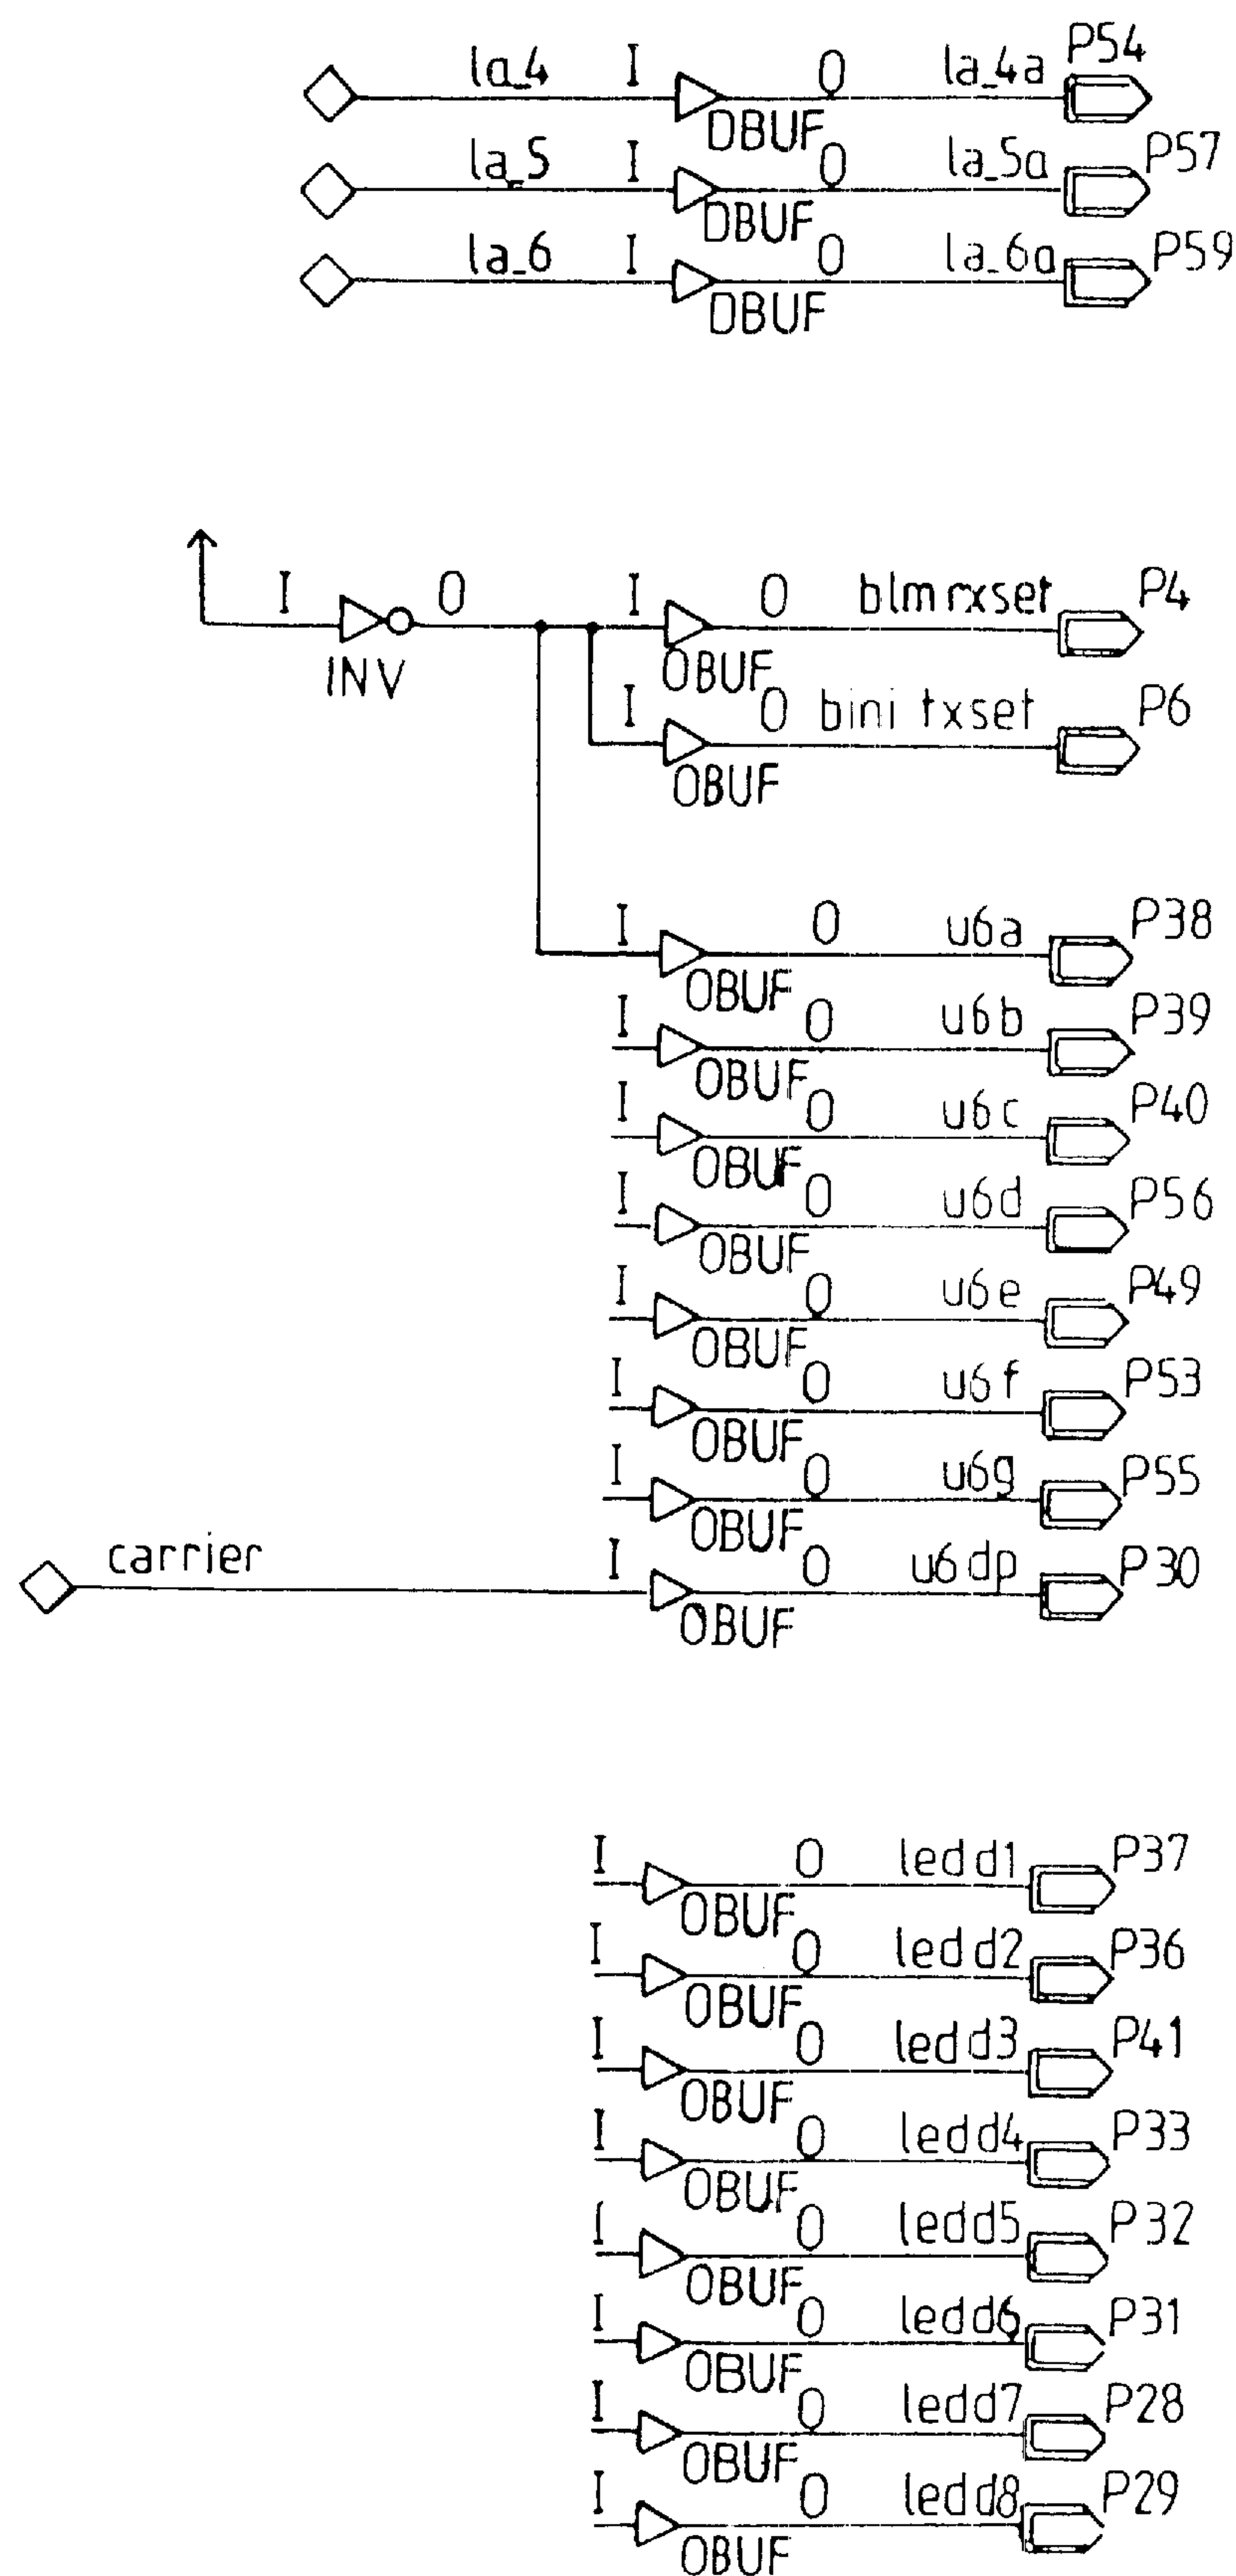 la_4 I O la_4a P54
OBUF
la_5 I O la_5a P57
OBUF
la_6 I O la_6a P59
OBUF
I O I O blmrxset P4
INV OBUF
I O bini txset P6
OBUF
I O u6a P38
OBUF
I O u6b P39
OBUF
I O u6c P40
OBUF
I O u6d P56
OBUF
I O u6e P49
OBUF
I O u6f P53
OBUF
I O u6g P55
OBUF
carrier I O u6dp P30
OBUF
I O ledd1 P37
OBUF
I O ledd2 P36
OBUF
I O ledd3 P41
OBUF
I O ledd4 P33
OBUF
I O ledd5 P32
OBUF
I O ledd6 P31
OBUF
I O ledd7 P28
OBUF
I O ledd8 P29
OBUF